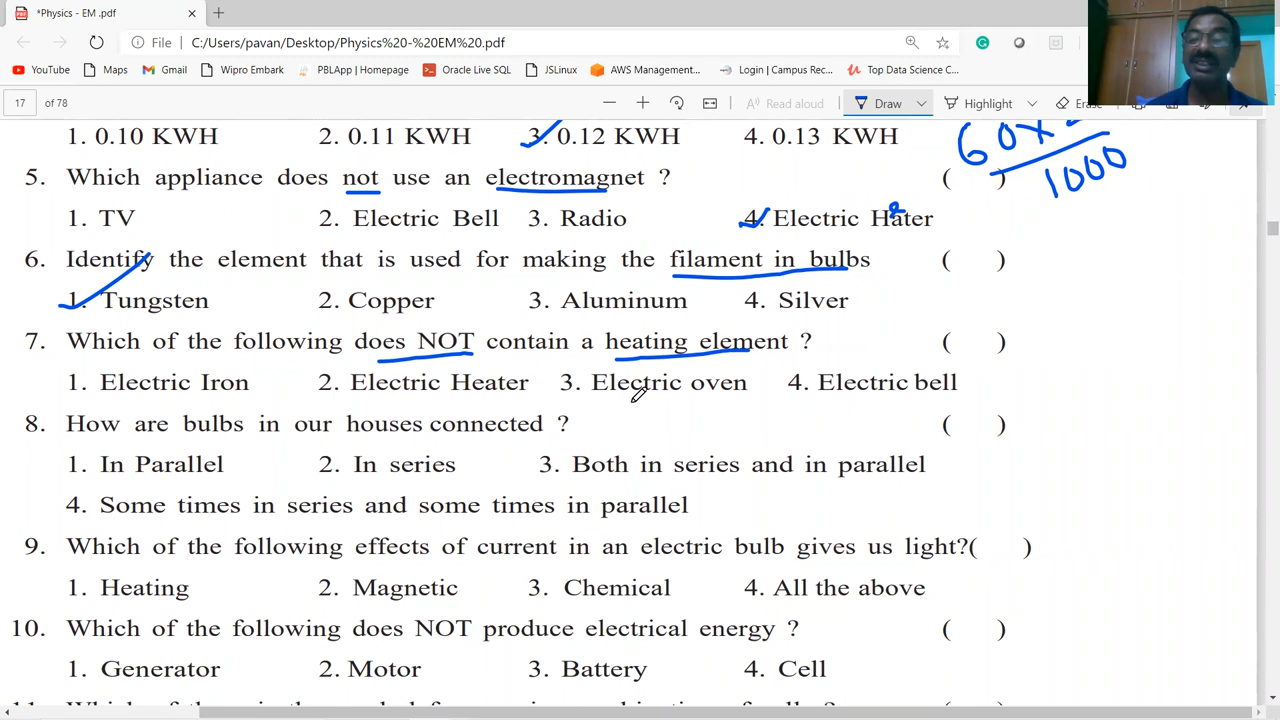 *Physics - EM .pdf
File C:/Users/pavan/Desktop/Physics%20-%20EM%20.pdf
YouTube Maps Gmail Wipro Embark PBLApp | Homepage Oracle Live SQL JSLinux AWS Management... Login | Campus Rec... Top Data Science C...
17 of 78 Read aloud Draw Highlight Erase
1. 0.10 KWH 2. 0.11 KWH 3. 0.12 KWH 4. 0.13 KWH
60×
1000
5. Which appliance does not use an electromagnet ? ( )
1. TV 2. Electric Bell 3. Radio 4. Electric Hater
6. Identify the element that is used for making the filament in bulbs ( )
1. Tungsten 2. Copper 3. Aluminum 4. Silver
7. Which of the following does NOT contain a heating element ? ( )
1. Electric Iron 2. Electric Heater 3. Electric oven 4. Electric bell
8. How are bulbs in our houses connected ? ( )
1. In Parallel 2. In series 3. Both in series and in parallel
4. Some times in series and some times in parallel
9. Which of the following effects of current in an electric bulb gives us light?( )
1. Heating 2. Magnetic 3. Chemical 4. All the above
10. Which of the following does NOT produce electrical energy ? ( )
1. Generator 2. Motor 3. Battery 4. Cell